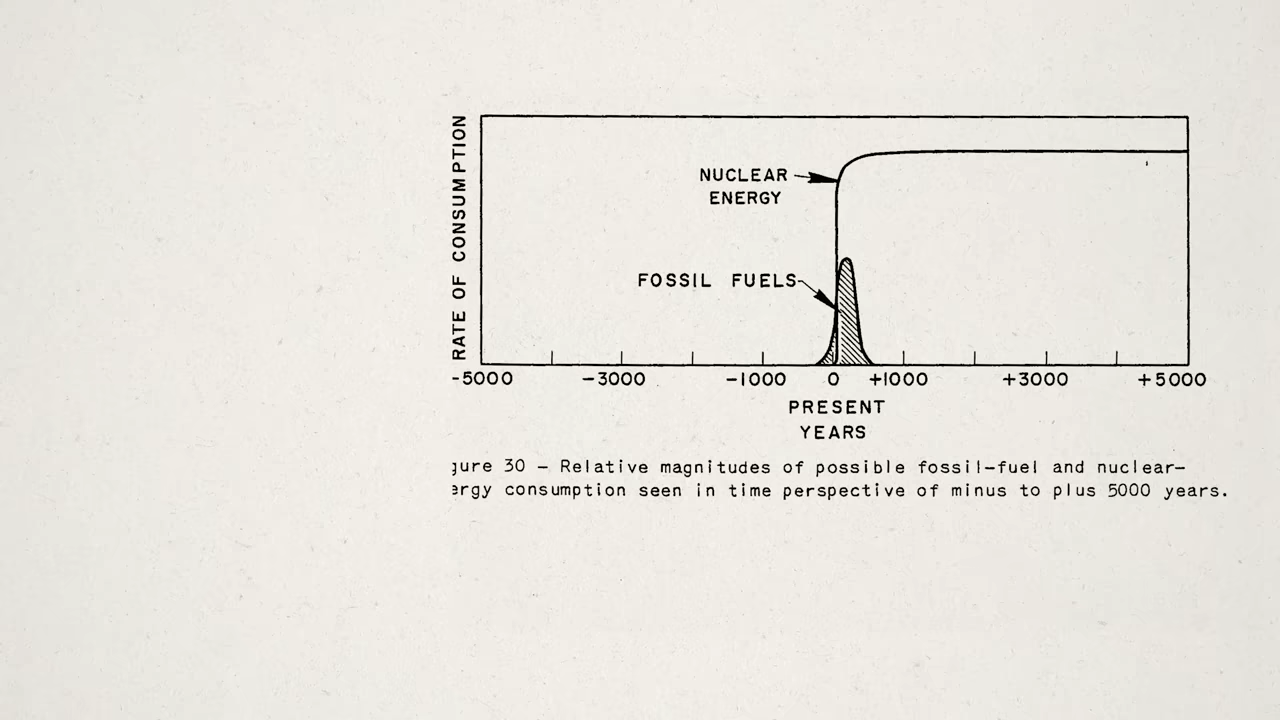 RATE OF CONSUMPTION
NUCLEAR
ENERGY
FOSSIL FUELS
-5000 -3000 -1000 0 +1000 +3000 +5000
PRESENT
YEARS
gure 30 – Relative magnitudes of possible fossil-fuel and nuclear-
ergy consumption seen in time perspective of minus to plus 5000 years.